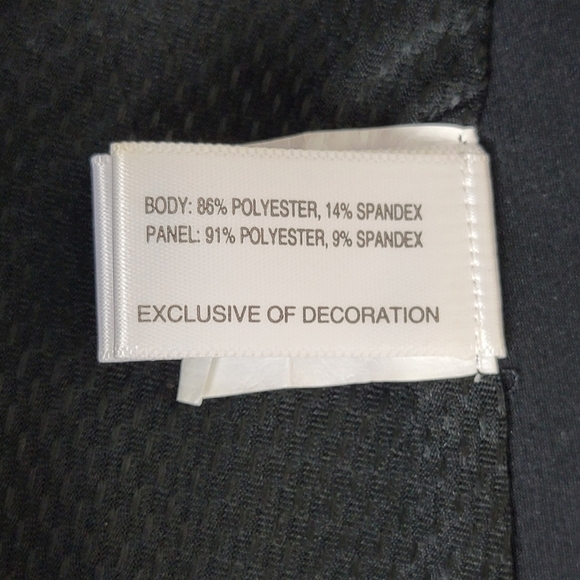 BODY: 86% POLYESTER, 14% SPANDEX
PANEL: 91% POLYESTER, 9% SPANDEX
EXCLUSIVE OF DECORATION